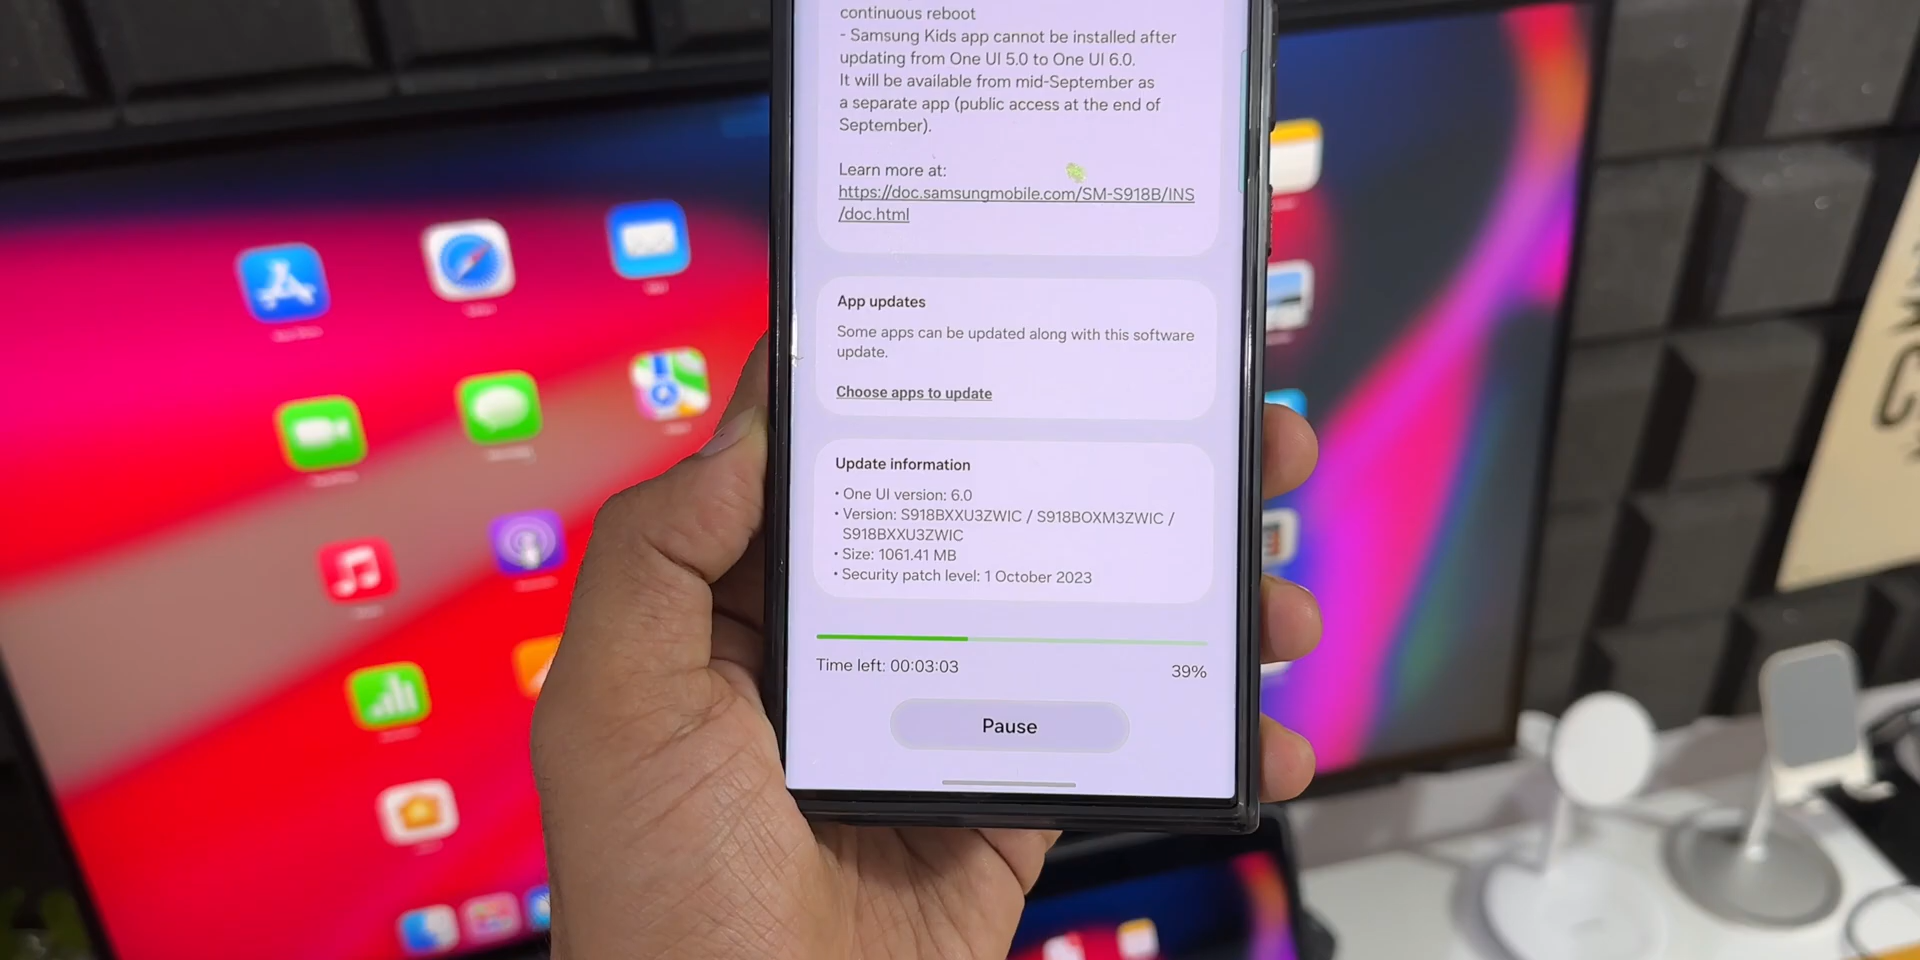 continuous reboot
- Samsung Kids app cannot be installed after
updating from One UI 5.0 to One UI 6.0.
It will be available from mid-September as
a separate app (public access at the end of
September).
Learn more at:
https://doc.samsungmobile.com/SM-S918B/INS
/doc.html
App updates
Some apps can be updated along with this software
update.
Choose apps to update
Update information
• One UI version: 6.0
• Version: S918BXXU3ZWIC / S918BOXM3ZWIC /
S918BXXU3ZWIC
• Size: 1061.41 MB
• Security patch level: 1 October 2023
Time left: 00:03:03
39%
Pause